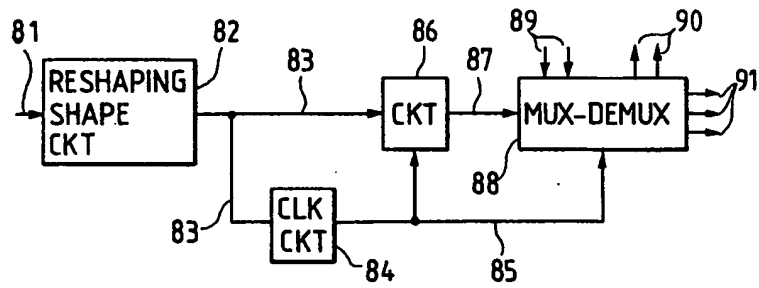 81
RESHAPING
SHAPE
CKT
82
83
83
CLK
CKT
84
86
CKT
87
85
89
90
MUX-DEMUX
88
91